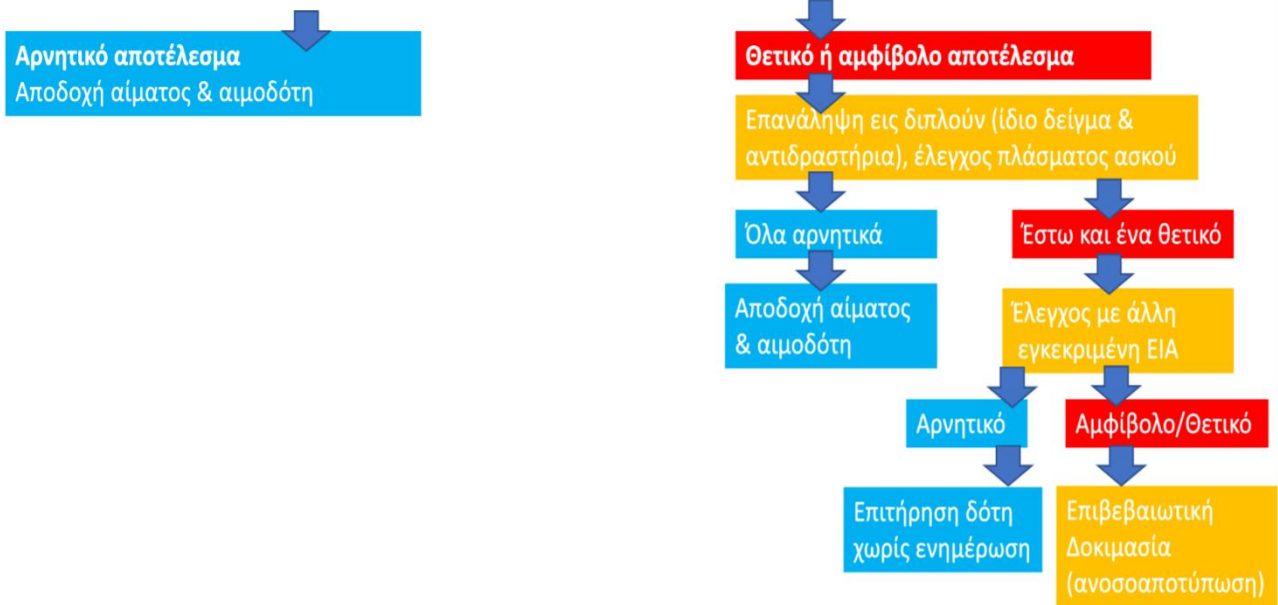 Αρνητικό αποτέλεσμα
Αποδοχή αίματος & αιμοδότη
Θετικό ή αμφίβολο αποτέλεσμα
Επανάληψη εις διπλούν (ίδιο δείγμα &
αντιδραστήρια), έλεγχος πλάσματος ασκού
Όλα αρνητικά
Έστω και ένα θετικό
Αποδοχή αίματος
& αιμοδότη
Έλεγχος με άλλη
εγκεκριμένη ΕΙΑ
Αρνητικό
Αμφίβολο/Θετικό
Επιτήρηση δότη
χωρίς ενημέρωση
Επιβεβαιωτική
Δοκιμασία
(ανοσοαποτύπωση)